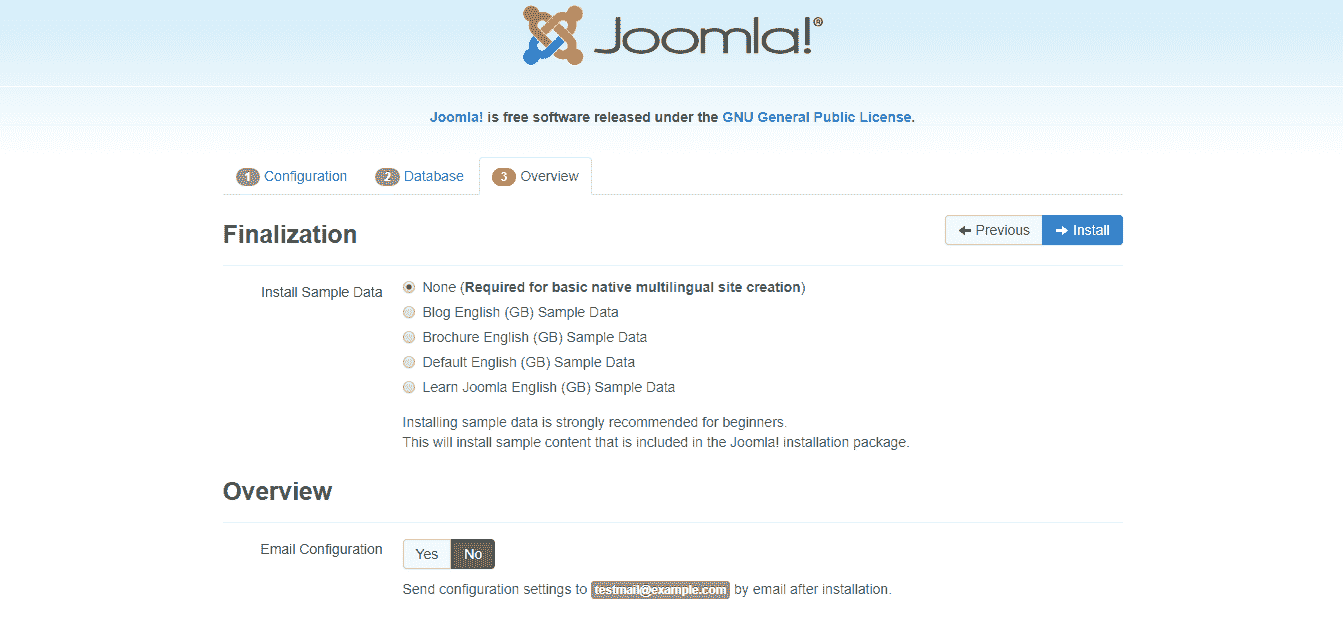 Joomla!®
Joomla! is free software released under the GNU General Public License.
1 Configuration 2 Database 3 Overview
Finalization
Previous Install
Install Sample Data
None (Required for basic native multilingual site creation)
Blog English (GB) Sample Data
Brochure English (GB) Sample Data
Default English (GB) Sample Data
Learn Joomla English (GB) Sample Data
Installing sample data is strongly recommended for beginners.
This will install sample content that is included in the Joomla! installation package.
Overview
Email Configuration
Yes No
Send configuration settings to testmail@example.com by email after installation.